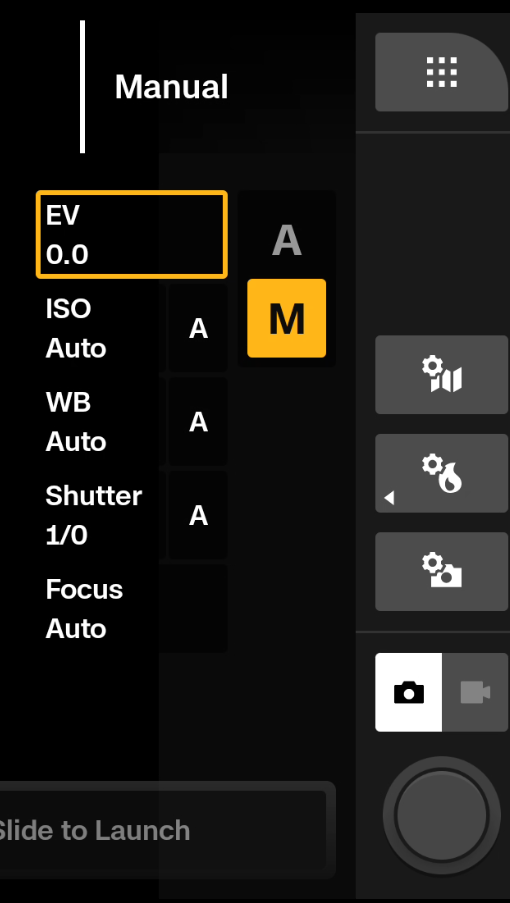 Manual
EV
0.0
A
M
ISO
Auto
A
WB
Auto
A
Shutter
1/0
A
Focus
Auto
Slide to Launch